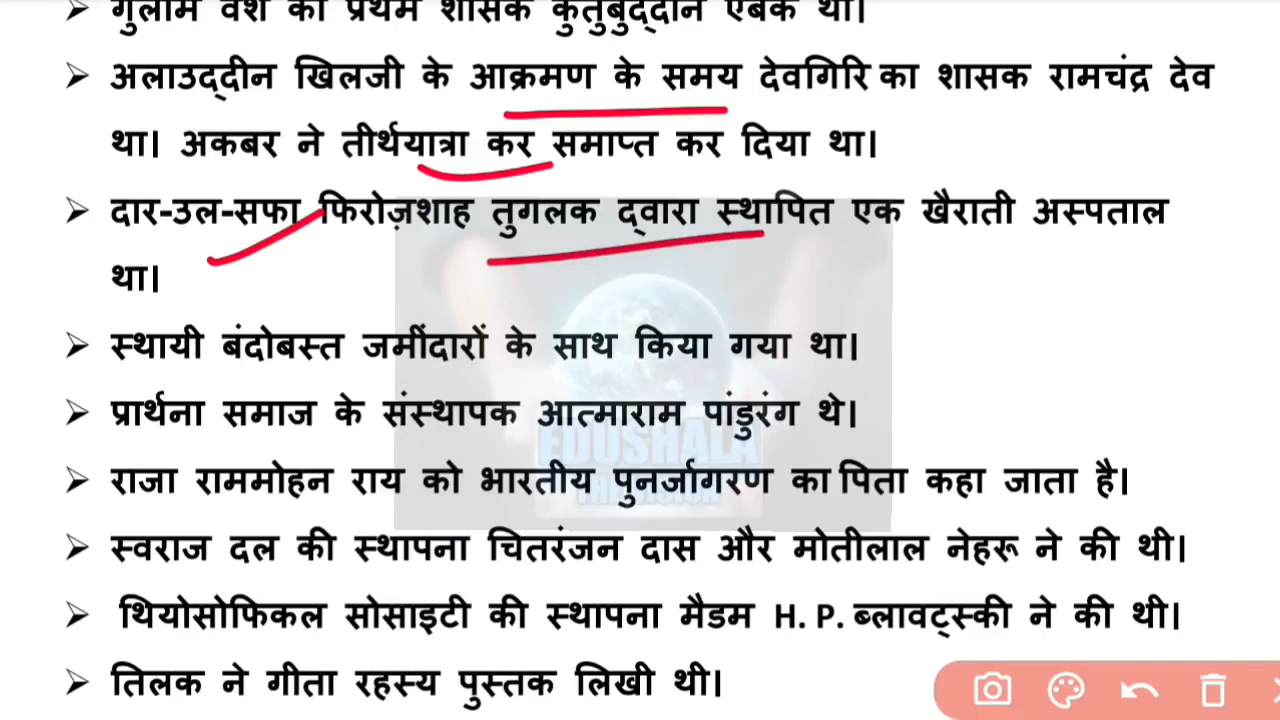 गुलाम वंश का प्रथम शासक कुतुबुद्दीन ऐबक था।
➢ अलाउद्दीन खिलजी के आक्रमण के समय देवगिरि का शासक रामचंद्र देव
था। अकबर ने तीर्थयात्रा कर समाप्त कर दिया था।
➢ दार-उल-सफा फिरोज़शाह तुगलक द्वारा स्थापित एक खैराती अस्पताल
था।
➢ स्थायी बंदोबस्त जमींदारों के साथ किया गया था।
➢ प्रार्थना समाज के संस्थापक आत्माराम पांडुरंग थे।
➢ राजा राममोहन राय को भारतीय पुनर्जागरण का पिता कहा जाता है।
➢ स्वराज दल की स्थापना चितरंजन दास और मोतीलाल नेहरू ने की थी।
➢ थियोसोफिकल सोसाइटी की स्थापना मैडम H. P. ब्लावट्स्की ने की थी।
➢ तिलक ने गीता रहस्य पुस्तक लिखी थी।
EDUSHALA